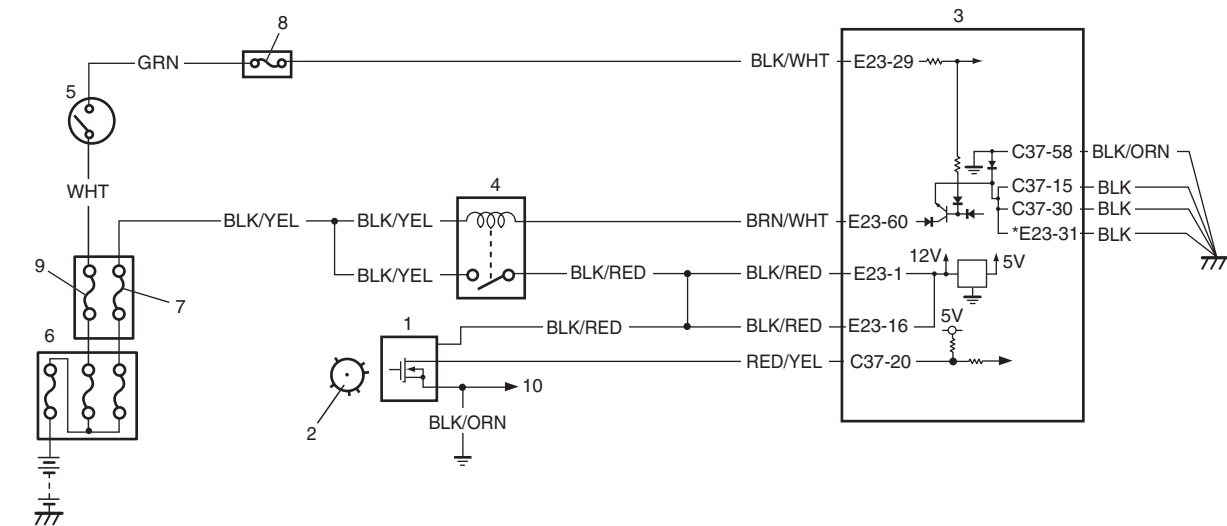 3
8
GRN
BLK/WHT
E23-29
5
C37-58
BLK/ORN
WHT
4
C37-15
BLK
BLK/YEL
BLK/YEL
BRN/WHT
E23-60
C37-30
BLK
*E23-31
BLK
9
7
BLK/YEL
BLK/RED
BLK/RED
E23-1
12V
5V
6
1
BLK/RED
BLK/RED
E23-16
5V
RED/YEL
C37-20
2
10
BLK/ORN